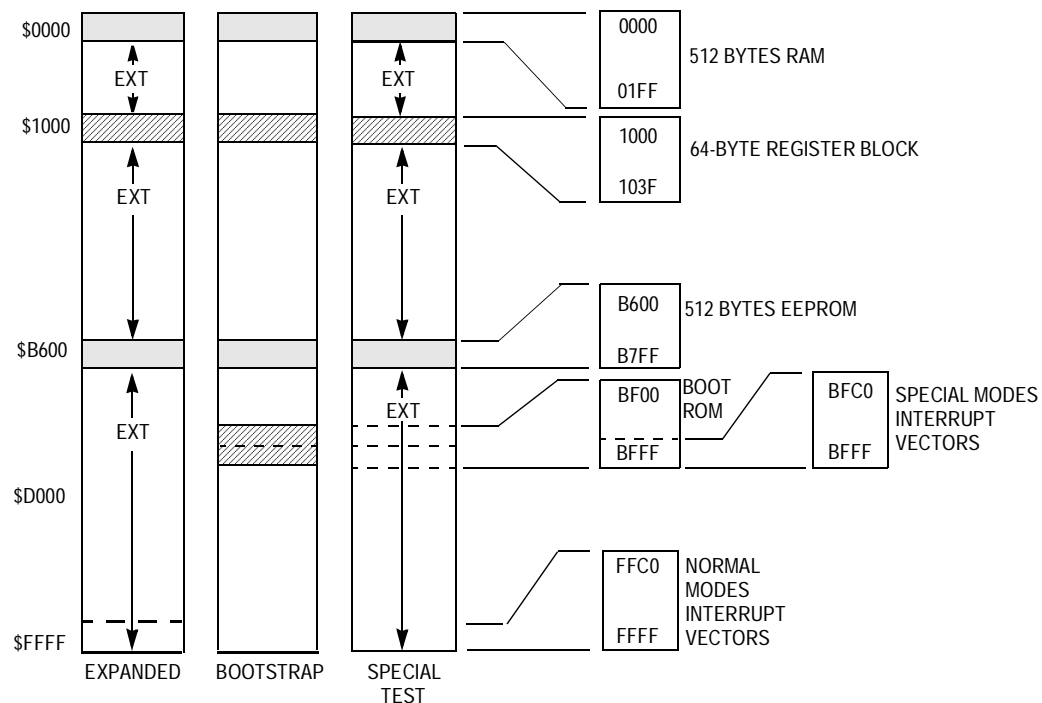 $0000
EXT
$1000
EXT
$B600
EXT
$D000
$FFFF
EXPANDED
BOOTSTRAP
EXT
EXT
EXT
SPECIAL
TEST
0000
01FF
512 BYTES RAM
1000
103F
64-BYTE REGISTER BLOCK
B600
B7FF
512 BYTES EEPROM
BF00
BFFF
BOOT
ROM
BFC0
BFFF
SPECIAL MODES
INTERRUPT
VECTORS
FFC0
FFFF
NORMAL
MODES
INTERRUPT
VECTORS